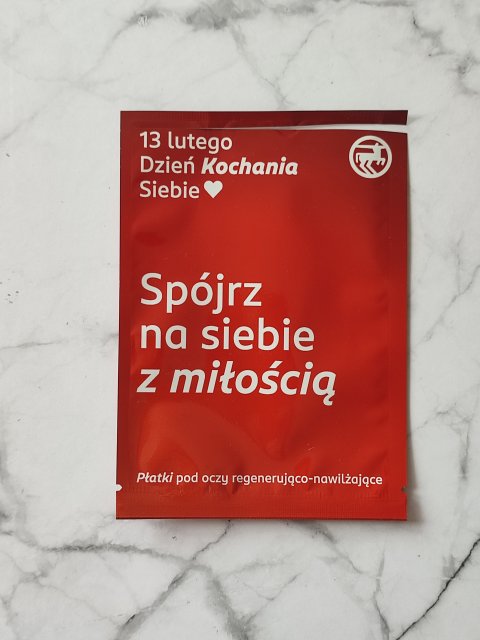 13 lutego
Dzień Kochania
Siebie
Spójrz
na siebie
z miłością
Płatki pod oczy regenerująco-nawilżające